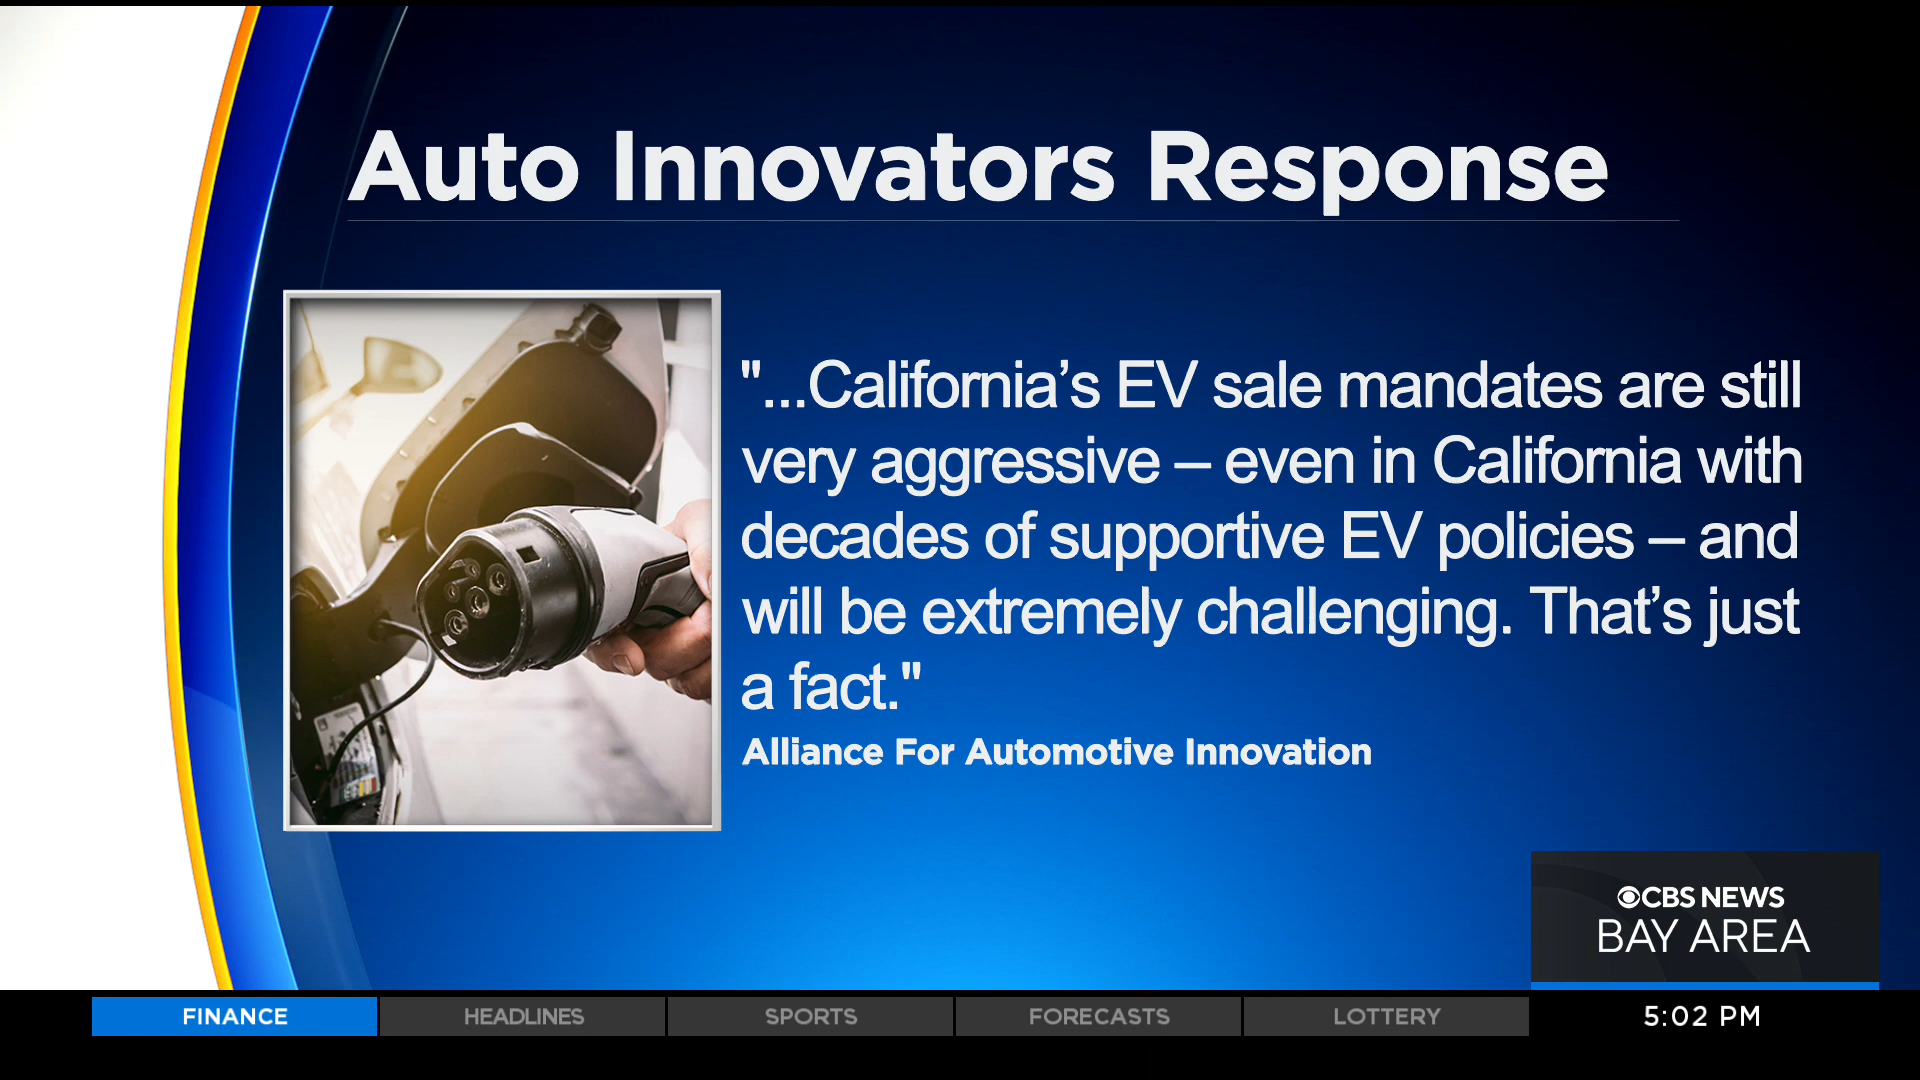 Auto Innovators Response
"...California’s EV sale mandates are still
very aggressive – even in California with
decades of supportive EV policies – and
will be extremely challenging. That’s just
a fact."
Alliance For Automotive Innovation
CBS NEWS
BAY AREA
FINANCE
HEADLINES
SPORTS
FORECASTS
LOTTERY
5:02 PM